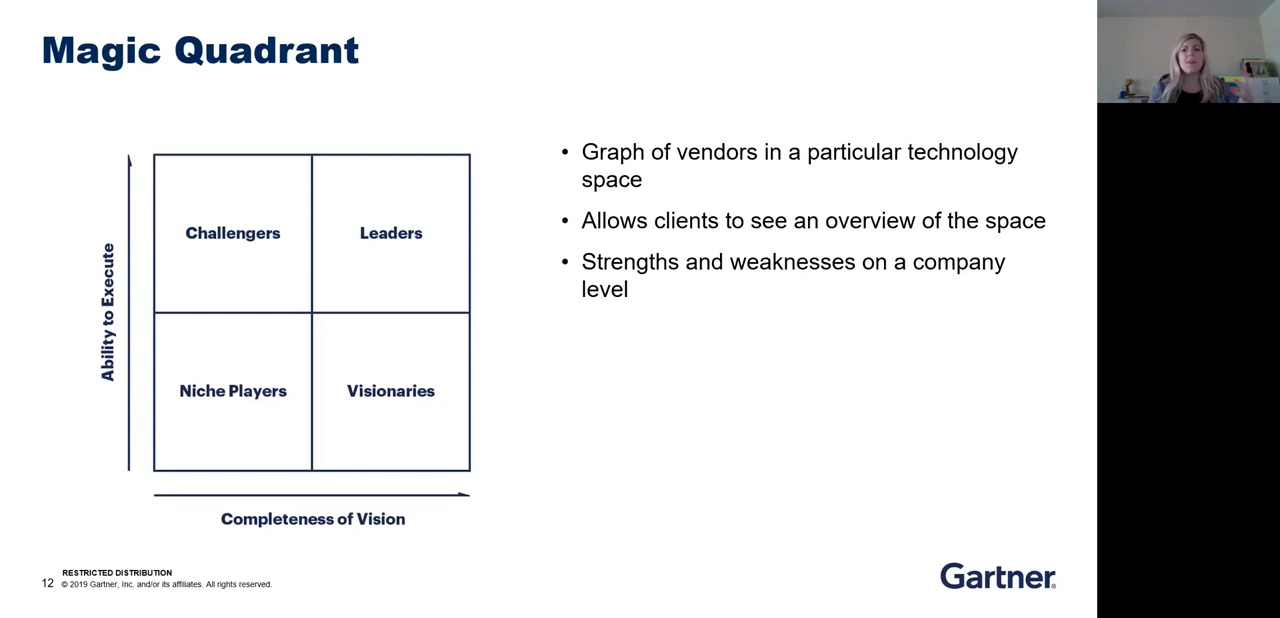 Magic Quadrant
Ability to Execute
Challengers
Leaders
Niche Players
Visionaries
Completeness of Vision
• Graph of vendors in a particular technology
space
• Allows clients to see an overview of the space
• Strengths and weaknesses on a company
level
RESTRICTED DISTRIBUTION
12 © 2019 Gartner, Inc. and/or its affiliates. All rights reserved.
Gartner®